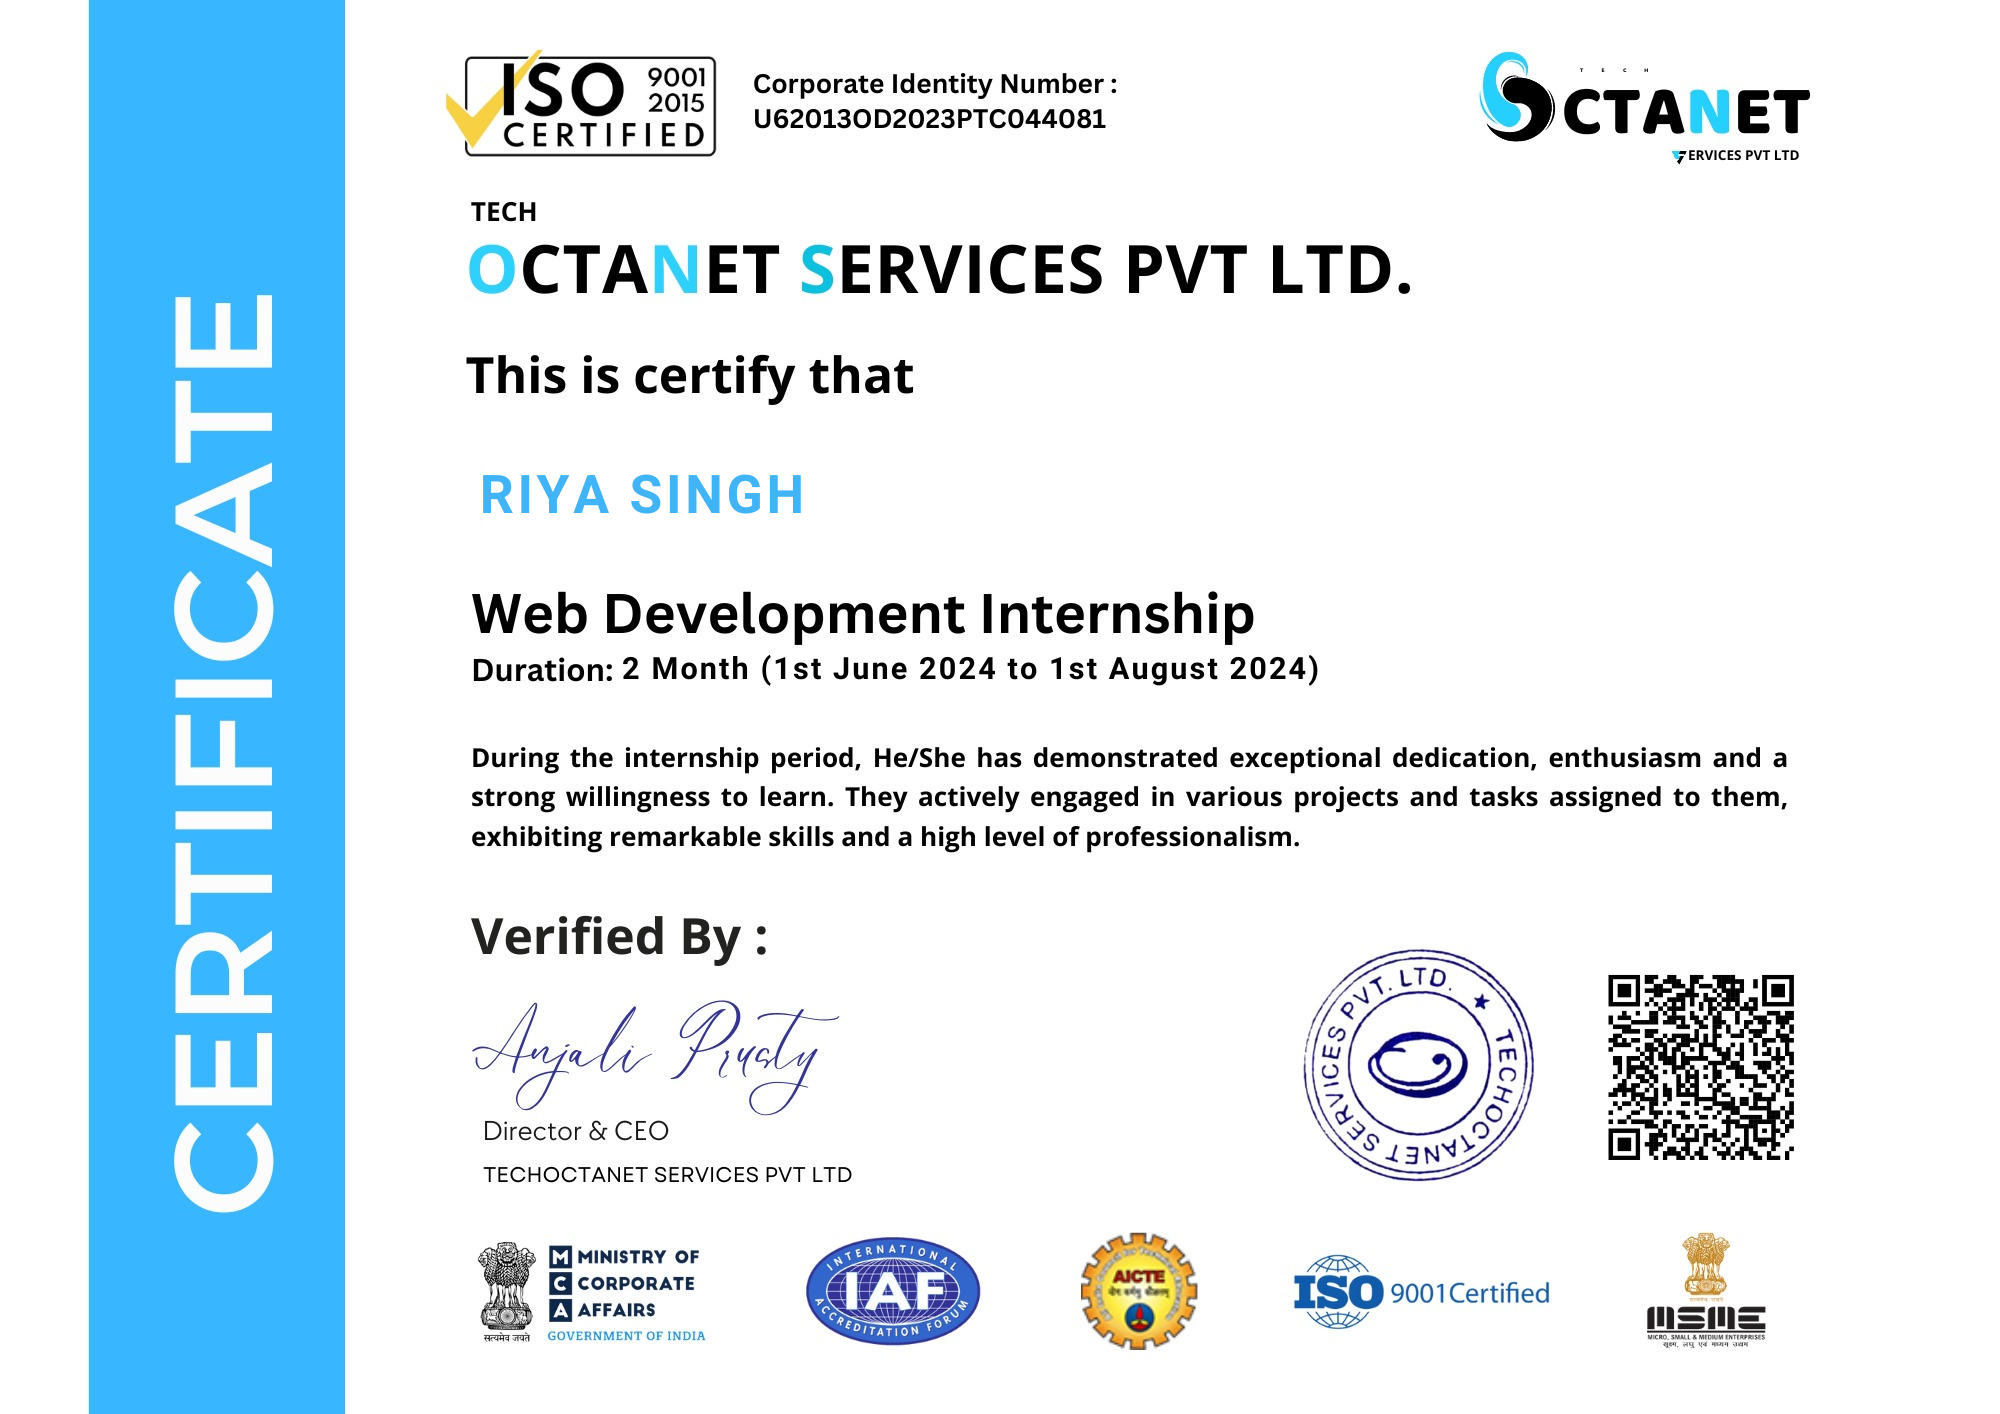 CERTIFICATE
ISO 9001
2015
CERTIFIED
Corporate Identity Number :
U62013OD2023PTC044081
TECH
OCTANET
SERVICES PVT LTD
TECH
OCTANET SERVICES PVT LTD.
This is certify that
RIYA SINGH
Web Development Internship
Duration: 2 Month (1st June 2024 to 1st August 2024)
During the internship period, He/She has demonstrated exceptional dedication, enthusiasm and a
strong willingness to learn. They actively engaged in various projects and tasks assigned to them,
exhibiting remarkable skills and a high level of professionalism.
Verified By :
Anjali Prusty
Director & CEO
TECHOCTANET SERVICES PVT LTD
TECHOCTANET SERVICES PVT. LTD.
सत्यमेव जयते
MCA
MINISTRY OF
CORPORATE
AFFAIRS
GOVERNMENT OF INDIA
INTERNATIONAL
IAF
ACCREDITATION FORUM
AICTE
योगः कर्मसु कौशलम्
ISO 9001Certified
MSME
MICRO, SMALL & MEDIUM ENTERPRISES
सूक्ष्म, लघु एवं मध्यम उद्यम